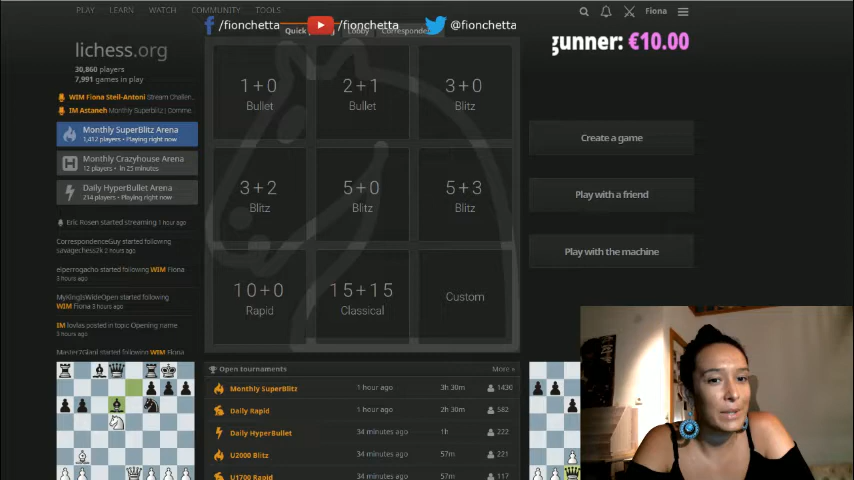 PLAY LEARN WATCH COMMUNITY TOOLS
Fiona
/fionchetta /fionchetta @fionchetta
Lobby
gunner: €10.00
lichess.org
30,860 players
7,991 games in play
WIM Fiona Steil-Antoni Stream Challen...
IM Astaneh Monthly Superblitz | Comme...
Monthly SuperBlitz Arena
1,412 players • Playing right now
Monthly Crazyhouse Arena
12 players • In 25 minutes
Daily HyperBullet Arena
214 players • Playing right now
Eric Rosen started streaming 1 hour ago
CorrespondenceGuy started following
savagechess2k 2 hours ago
elperrogacho started following WIM Fiona
3 hours ago
MyKingIsWideOpen started following
WIM Fiona 3 hours ago
IM lovlas posted in topic Opening name
3 hours ago
started following WIM Fiona
1+0
Bullet
2+1
Bullet
3+0
Blitz
3+2
Blitz
5+0
Blitz
5+3
Blitz
10+0
Rapid
15+15
Classical
Custom
Create a game
Play with a friend
Play with the machine
Open tournaments More »
Monthly SuperBlitz 1 hour ago 3h 30m 1430
Daily Rapid 1 hour ago 2h 30m 582
Daily HyperBullet 34 minutes ago 1h 222
U2000 Blitz 34 minutes ago 57m 221
U1700 Rapid 34 minutes ago 57m 117